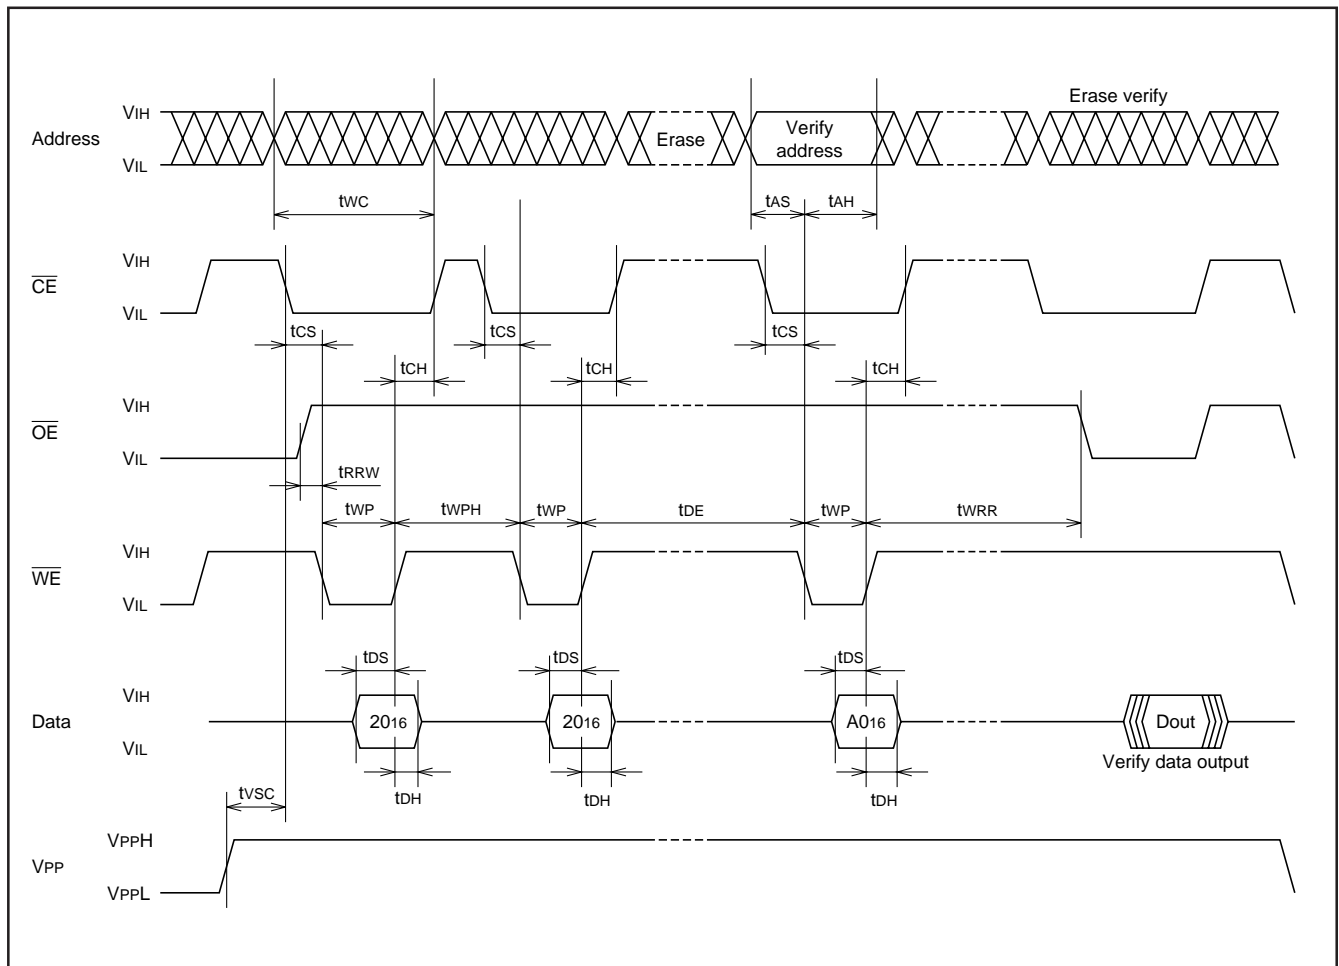 Erase verify
VIH
Address
VIL
Erase
Verify
address
tWC
tAS
tAH
VIH
CE
VIL
tCS
tCS
tCS
tCH
tCH
tCH
VIH
OE
VIL
tRRW
tWP
tWPH
tWP
tDE
tWP
tWRR
VIH
WE
VIL
tDS
tDS
tDS
VIH
Data
VIL
2016
2016
A016
Dout
Verify data output
tDH
tDH
tDH
tVSC
VPPH
VPP
VPPL